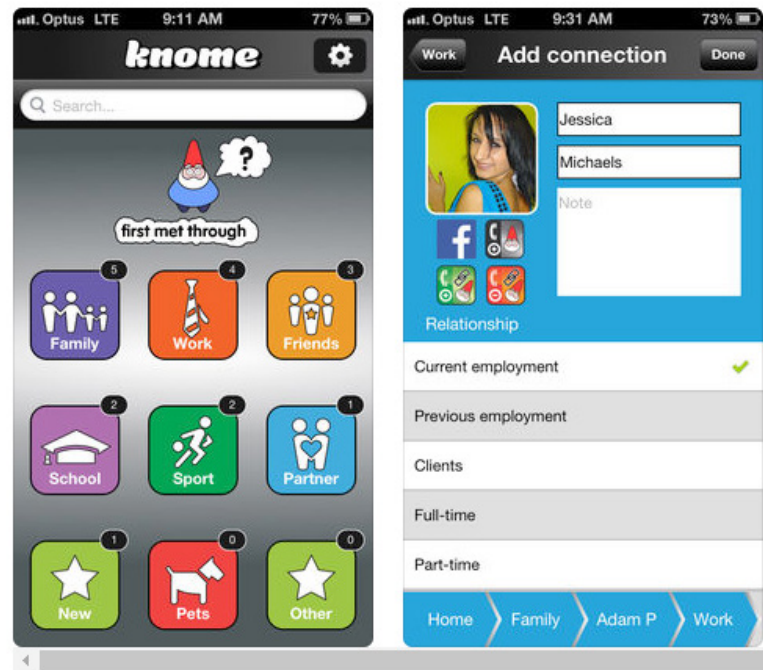 Optus LTE 9:11 AM 77%
knome
Search...
?
first met through
5 4 3
Family Work Friends
2 2 1
School Sport Partner
1 0 0
New Pets Other
Optus LTE 9:31 AM 73%
Work Add connection Done
Jessica
Michaels
Note
f
Relationship
Current employment
Previous employment
Clients
Full-time
Part-time
Home Family Adam P Work